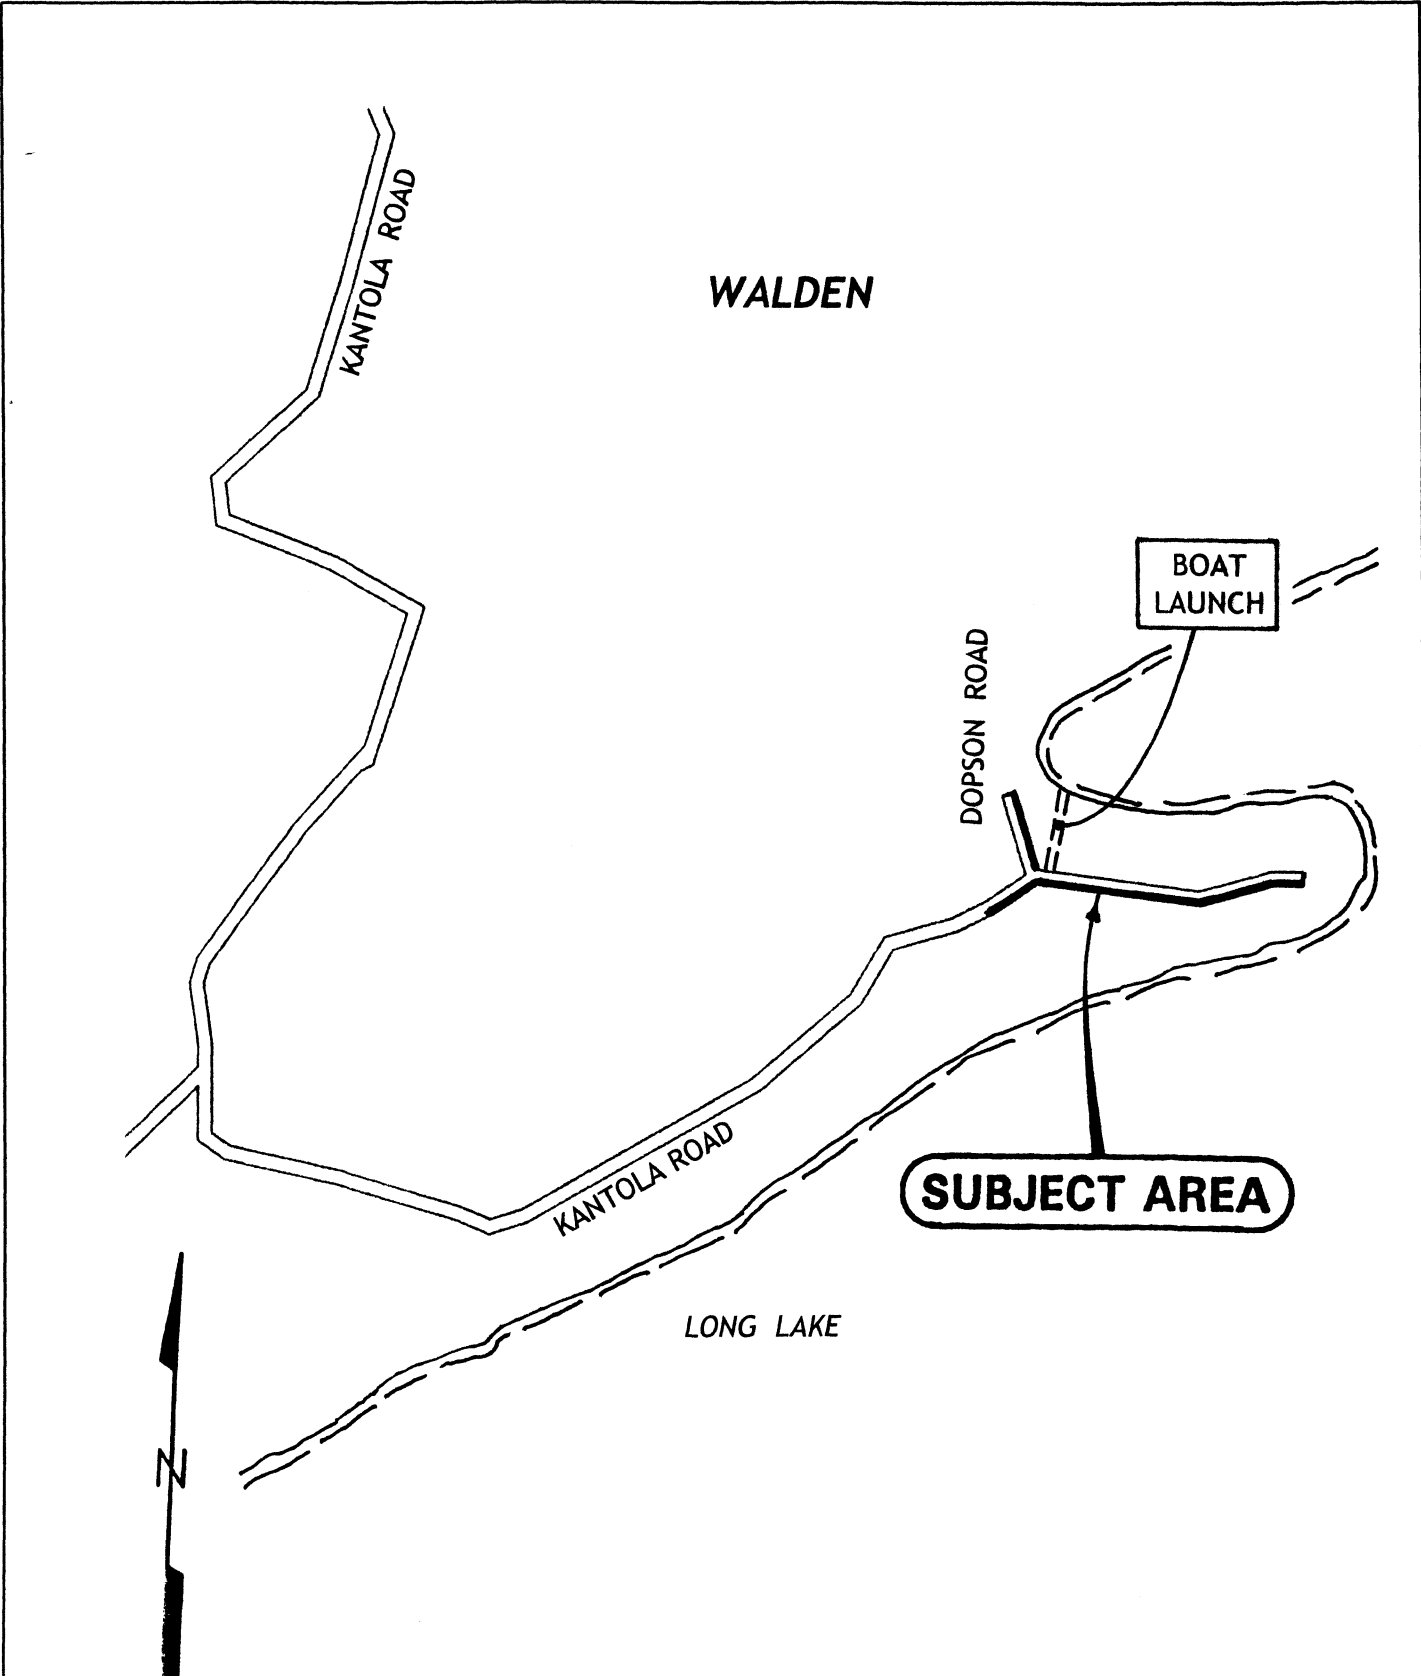 KANTOLA ROAD
WALDEN
BOAT
LAUNCH
DOPSON ROAD
KANTOLA ROAD
SUBJECT AREA
LONG LAKE
N